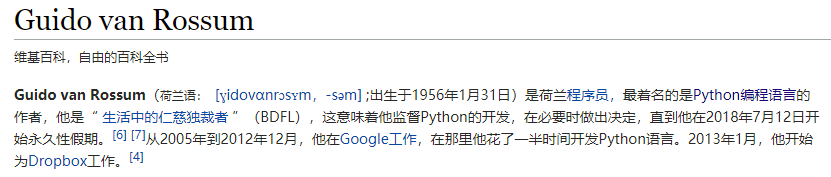 Guido van Rossum
维基百科，自由的百科全书
Guido van Rossum（荷兰语： [ɣidovɑnrɔsʏm，-səm] ;出生于1956年1月31日）是荷兰程序员，最着名的是Python编程语言的
作者，他是“ 生活中的仁慈独裁者 ”（BDFL），这意味着他监督Python的开发，在必要时做出决定，直到他在2018年7月12日开
始永久性假期。[6] [7]从2005年到2012年12月，他在Google工作，在那里他花了一半时间开发Python语言。2013年1月，他开始
为Dropbox工作。[4]